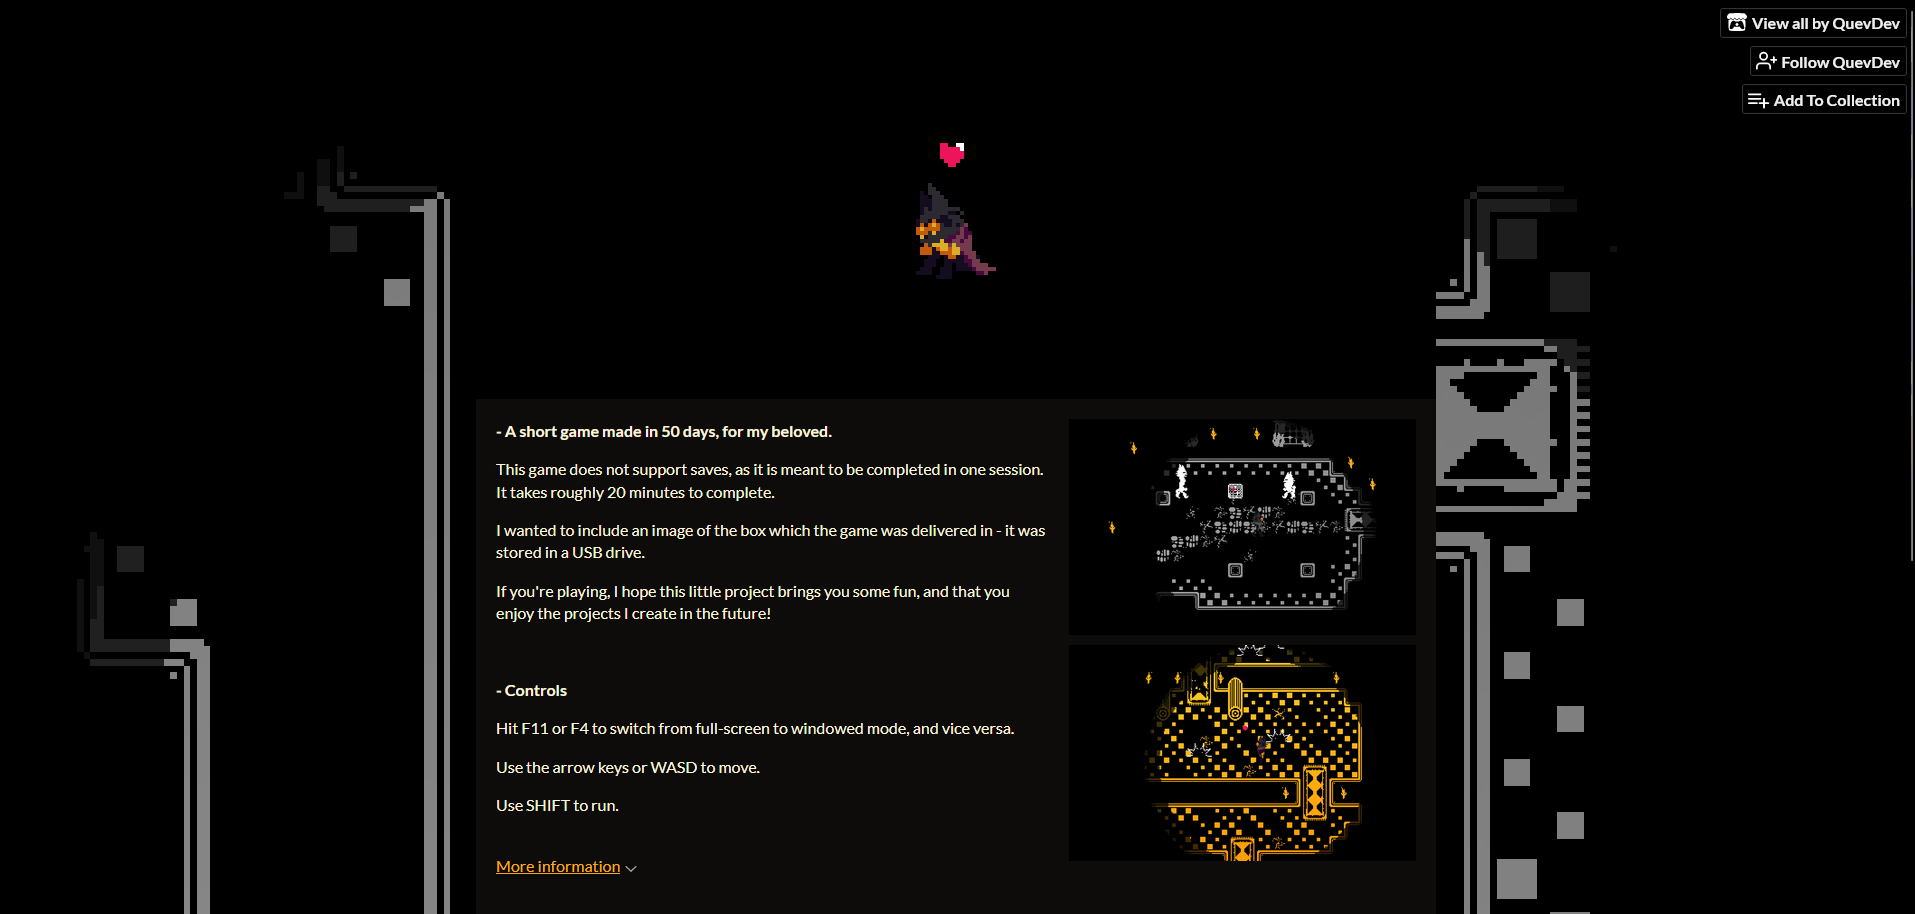 View all by QuevDev
Follow QuevDev
Add To Collection
- A short game made in 50 days, for my beloved.
This game does not support saves, as it is meant to be completed in one session.
It takes roughly 20 minutes to complete.
I wanted to include an image of the box which the game was delivered in - it was
stored in a USB drive.
If you're playing, I hope this little project brings you some fun, and that you
enjoy the projects I create in the future!
- Controls
Hit F11 or F4 to switch from full-screen to windowed mode, and vice versa.
Use the arrow keys or WASD to move.
Use SHIFT to run.
More information